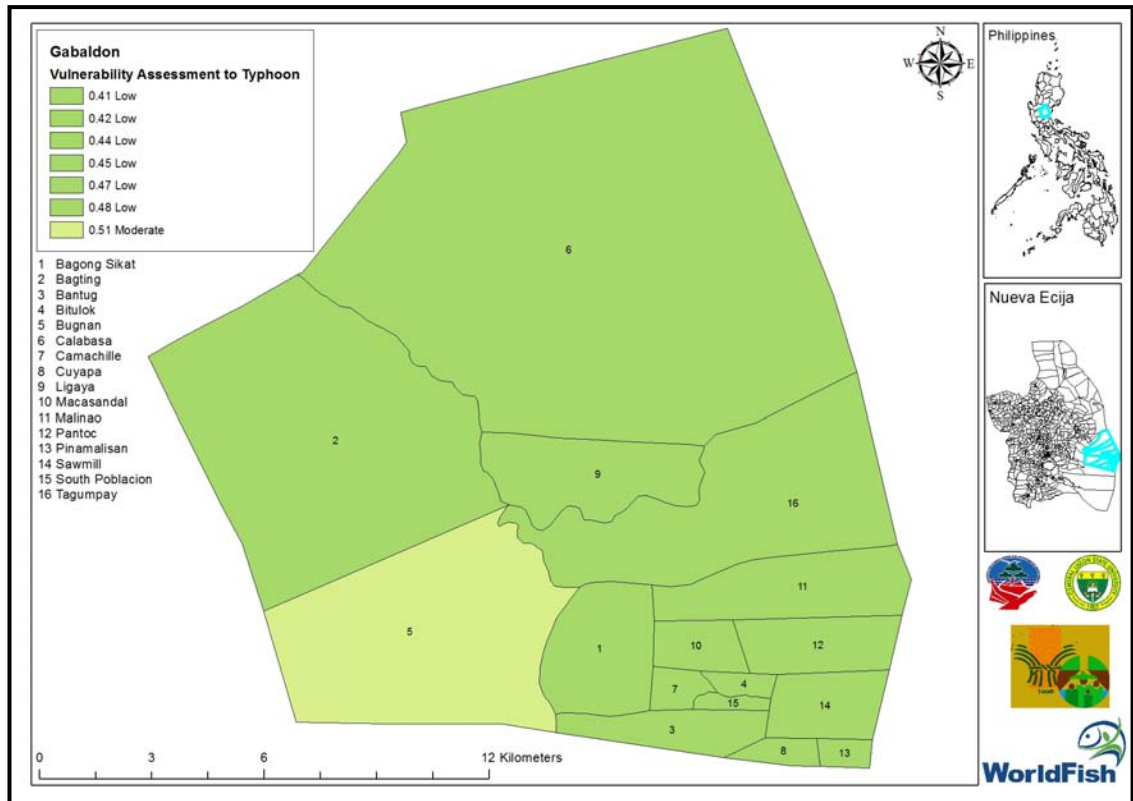 Gabaldon
Vulnerability Assessment to Typhoon
0.41 Low
0.42 Low
0.44 Low
0.45 Low
0.47 Low
0.48 Low
0.51 Moderate
1 Bagong Sikat
2 Bagting
3 Bantug
4 Bitulok
5 Bugnan
6 Calabasa
7 Camachille
8 Cuyapa
9 Ligaya
10 Macasandal
11 Malinao
12 Pantoc
13 Pinamalisan
14 Sawmill
15 South Poblacion
16 Tagumpay
N
W E
S
6
2
9
16
11
5
1
10
12
7
4
15
14
3
8
13
0 3 6 12 Kilometers
Philippines
Nueva Ecija
WorldFish